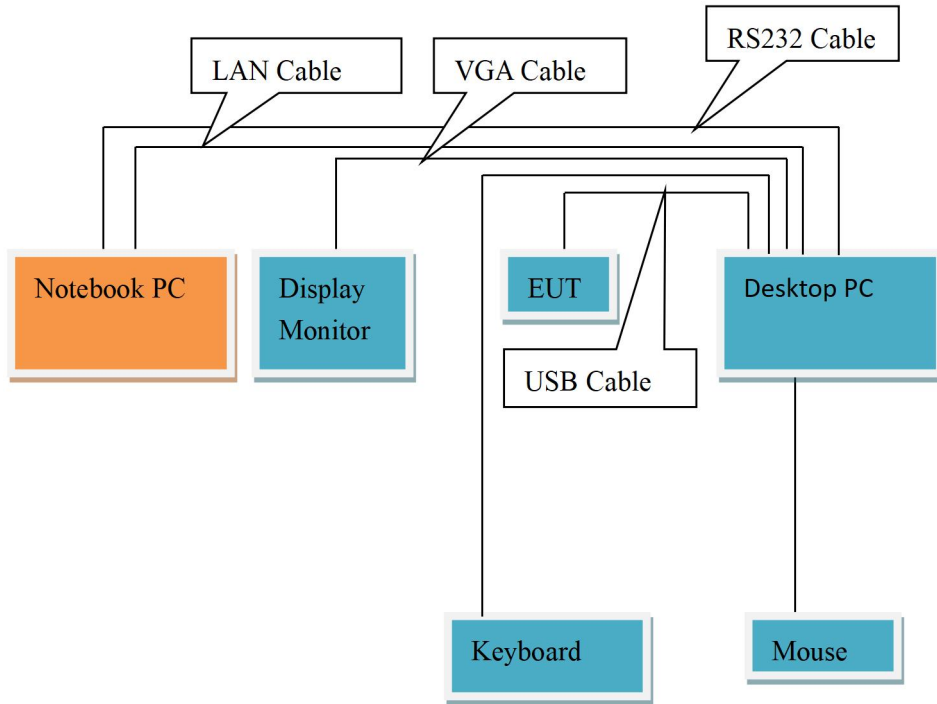 RS232 Cable
LAN Cable
VGA Cable
Notebook PC
Display
Monitor
EUT
Desktop PC
USB Cable
Keyboard
Mouse